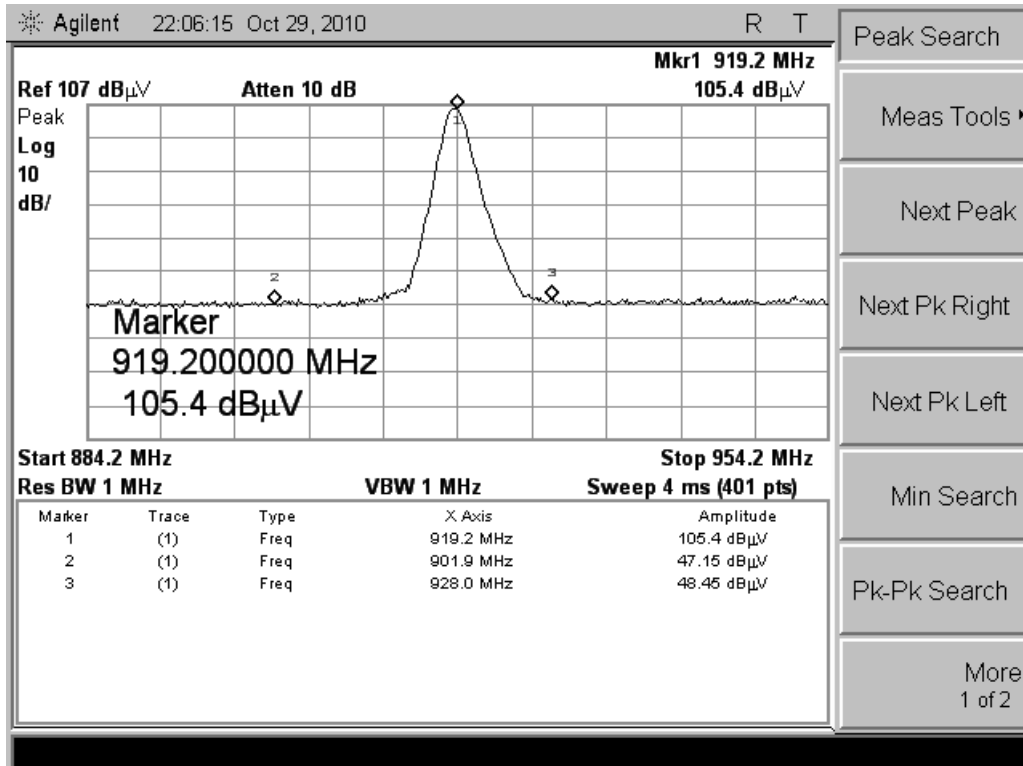 Agilent 22:06:15 Oct 29, 2010 R T
Peak Search
Mkr1 919.2 MHz
Ref 107 dBµV Atten 10 dB 105.4 dBµV
Peak
Log
10
dB/
1
2
3
Marker
919.200000 MHz
105.4 dBµV
Start 884.2 MHz Stop 954.2 MHz
Res BW 1 MHz VBW 1 MHz Sweep 4 ms (401 pts)
Marker Trace Type X Axis Amplitude
1 (1) Freq 919.2 MHz 105.4 dBµV
2 (1) Freq 901.9 MHz 47.15 dBµV
3 (1) Freq 928.0 MHz 48.45 dBµV
Meas Tools
Next Peak
Next Pk Right
Next Pk Left
Min Search
Pk-Pk Search
More
1 of 2